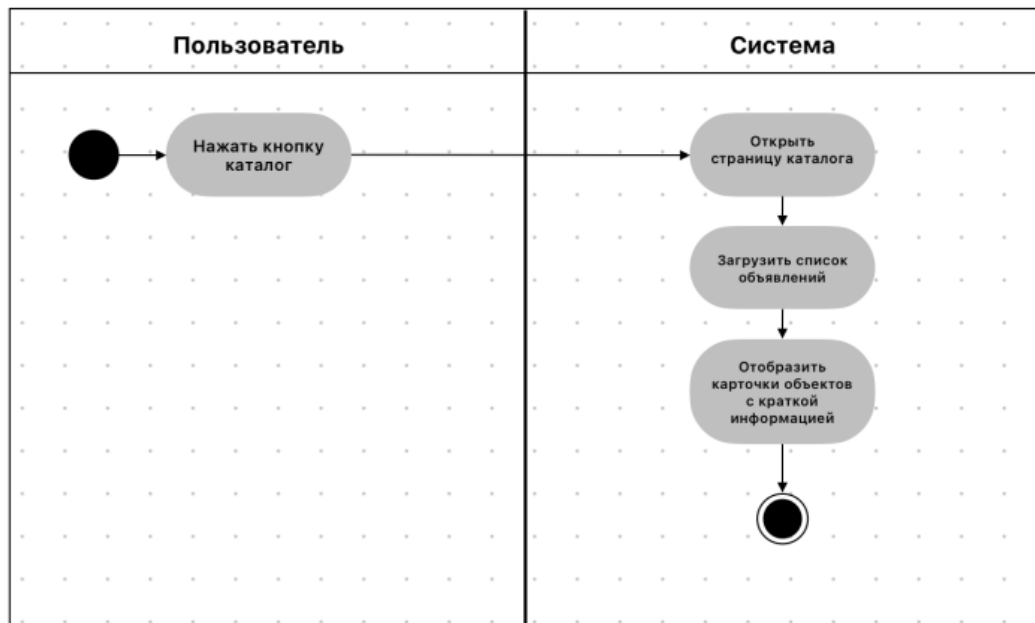 Пользователь
Система
Нажать кнопку
каталог
Открыть
страницу каталога
Загрузить список
объявлений
Отобразить
карточки объектов
с краткой
информацией